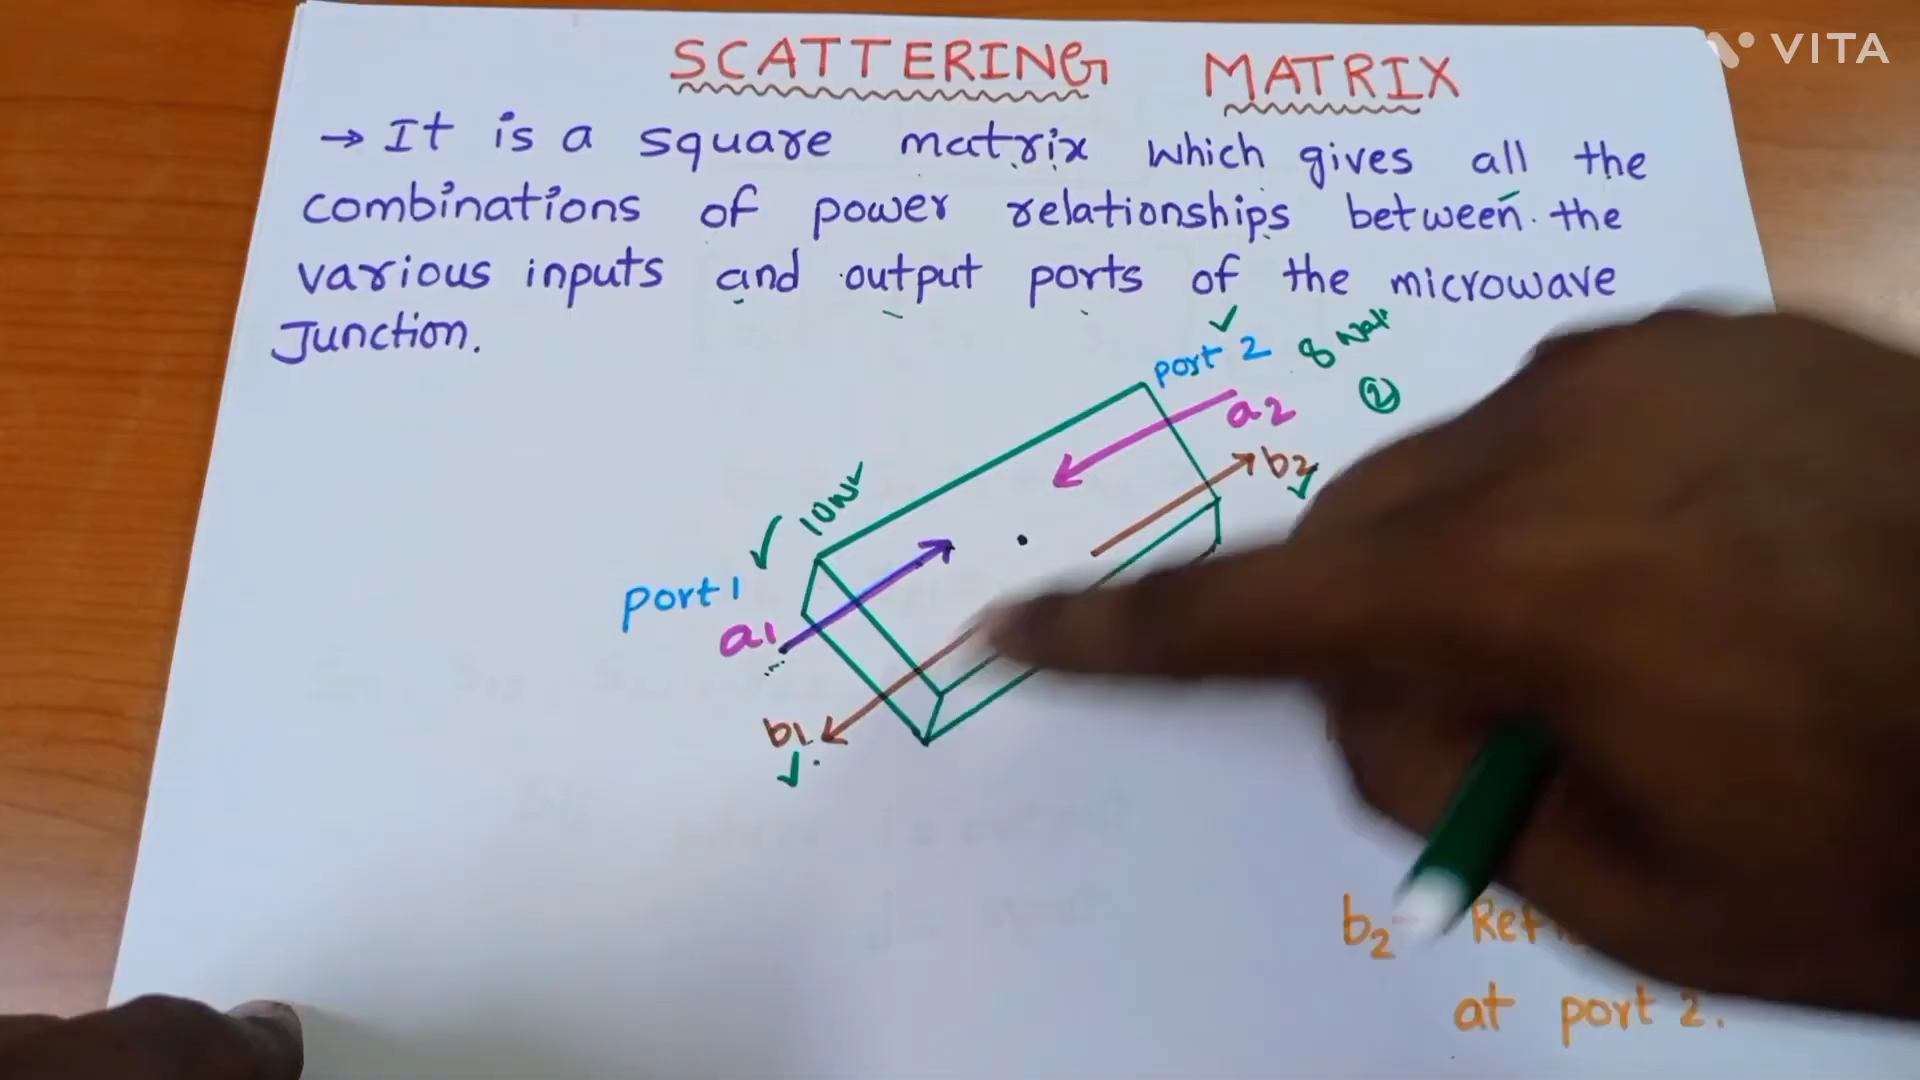 SCATTERING MATRIX
VITA
→ It is a square matrix which gives all the
combinations of power relationships between the
various inputs and output ports of the microwave
Junction.
port 2
a2
②
b2
10W
port 1
a1
b1
b2
at port 2.